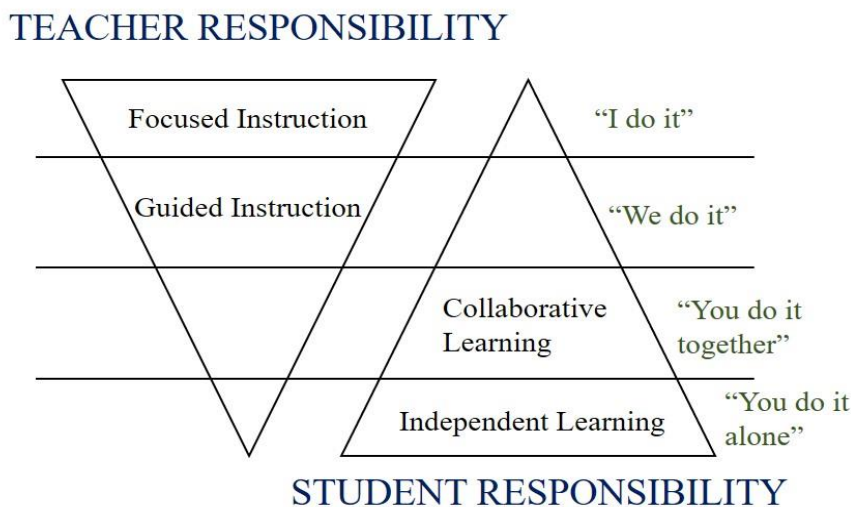 TEACHER RESPONSIBILITY
Focused Instruction
“I do it”
Guided Instruction
“We do it”
Collaborative
Learning
“You do it
together”
Independent Learning
“You do it
alone”
STUDENT RESPONSIBILITY